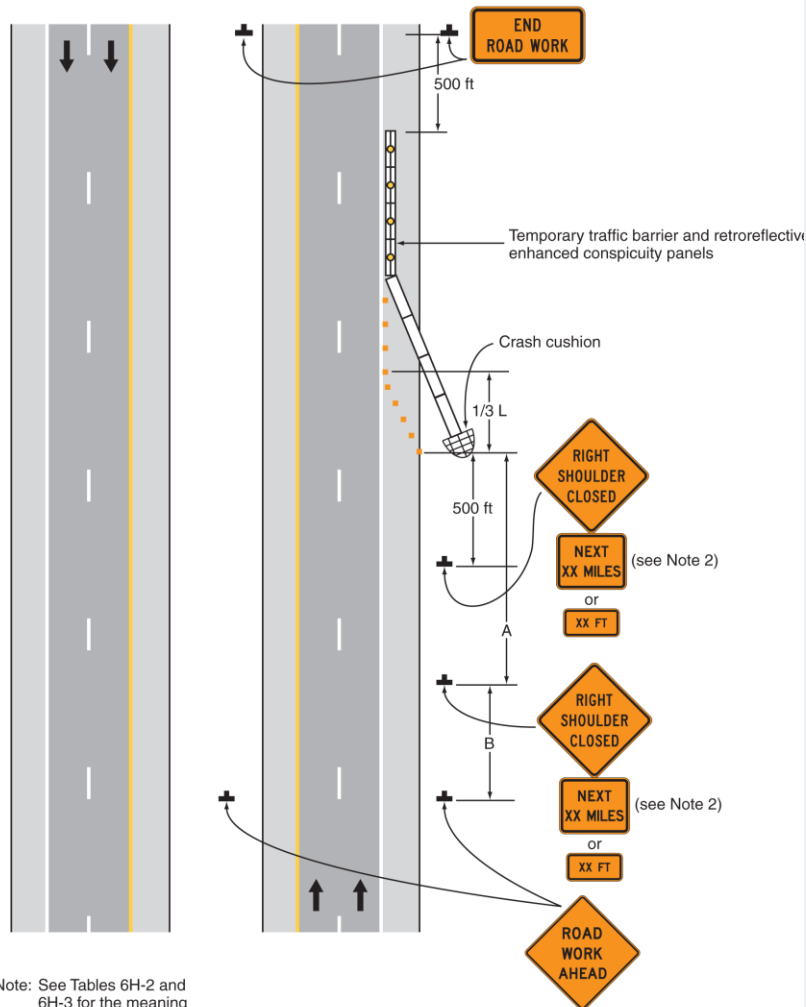 END
ROAD WORK
500 ft
Temporary traffic barrier and retroreflective
enhanced conspicuity panels
Crash cushion
1/3 L
RIGHT
SHOULDER
CLOSED
500 ft
NEXT
XX MILES
(see Note 2)
or
XX FT
A
RIGHT
SHOULDER
CLOSED
B
NEXT
XX MILES
(see Note 2)
or
XX FT
ROAD
WORK
AHEAD
Note: See Tables 6H-2 and
6H-3 for the meaning